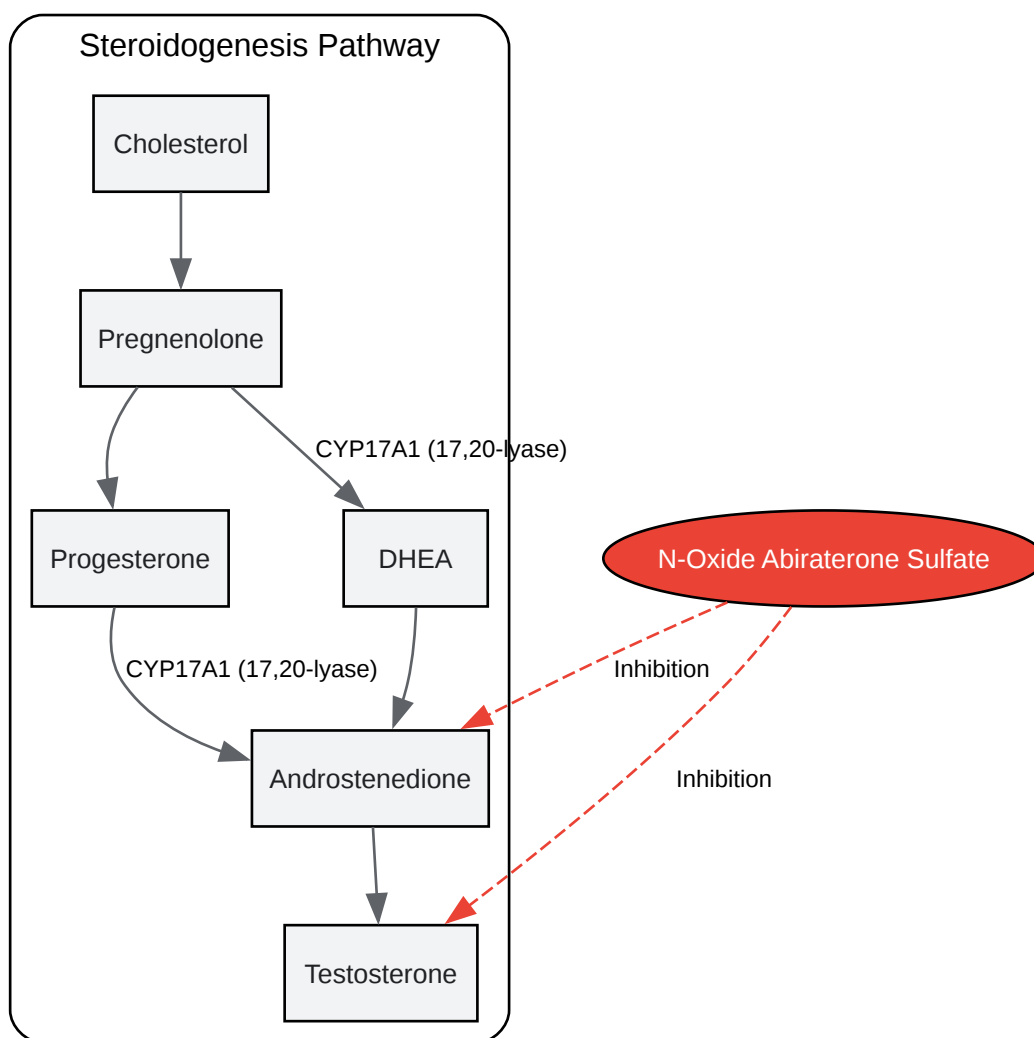 Steroidogenesis Pathway
Cholesterol
Pregnenolone
CYP17A1 (17,20-lyase)
Progesterone
DHEA
N-Oxide Abiraterone Sulfate
CYP17A1 (17,20-lyase)
Inhibition
Androstenedione
Inhibition
Testosterone